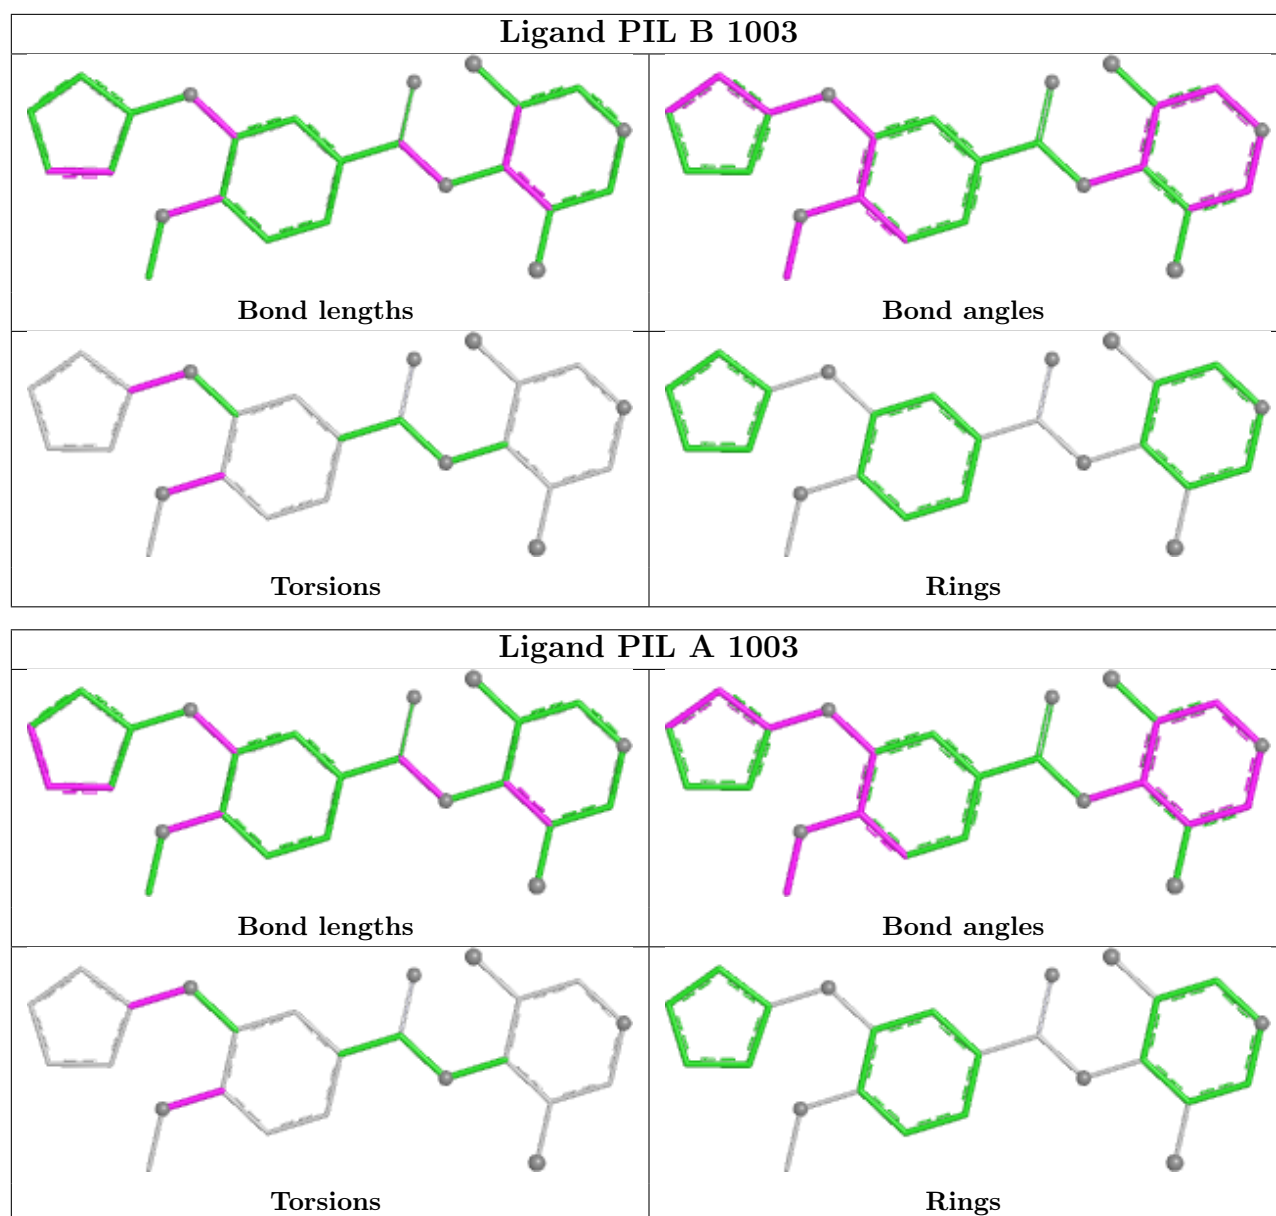 Ligand PIL B 1003
Bond lengths
Bond angles
Torsions
Rings
Ligand PIL A 1003
Bond lengths
Bond angles
Torsions
Rings